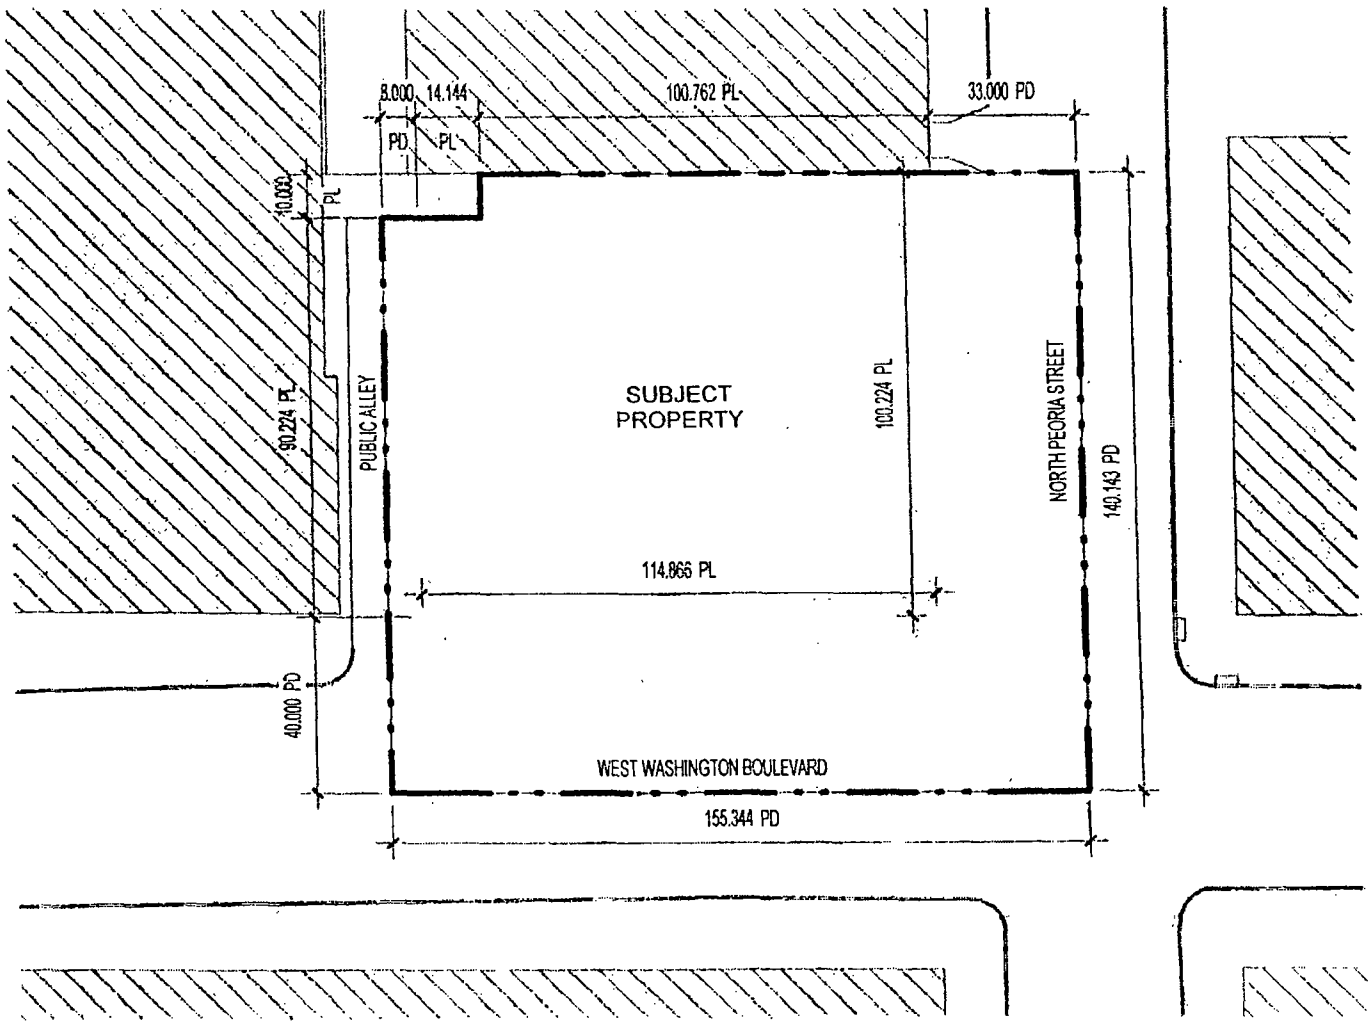 8.000 14.144 100.762 PL 33.000 PD
PD PL
10.000
PL
SUBJECT
PROPERTY
90.224 PL
PUBLIC ALLEY
100.224 PL
NORTH PEORIA STREET
140.143 PD
114.866 PL
40.000 PD
WEST WASHINGTON BOULEVARD
155.344 PD